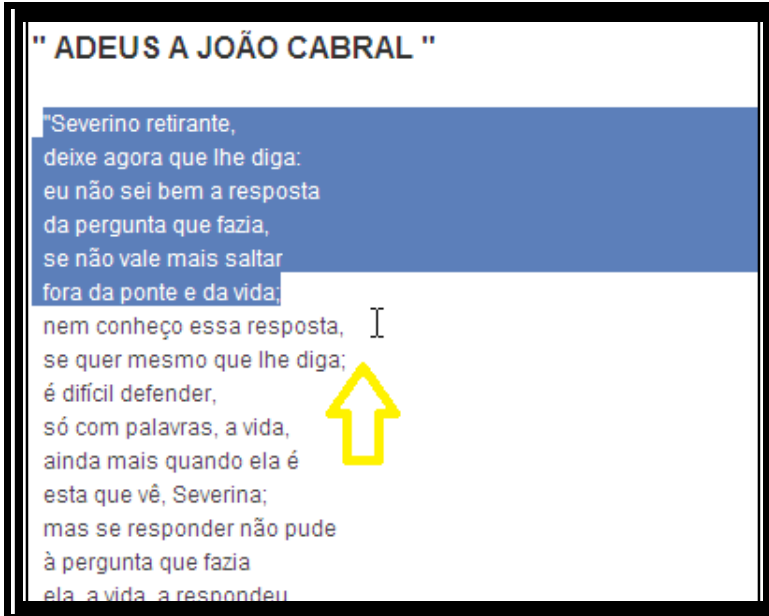 " ADEUS A JOÃO CABRAL "
"Severino retirante,
deixe agora que lhe diga:
eu não sei bem a resposta
da pergunta que fazia,
se não vale mais saltar
fora da ponte e da vida;
nem conheço essa resposta,
se quer mesmo que lhe diga;
é difícil defender,
só com palavras, a vida,
ainda mais quando ela é
esta que vê, Severina;
mas se responder não pude
à pergunta que fazia
ela, a vida, a respondeu